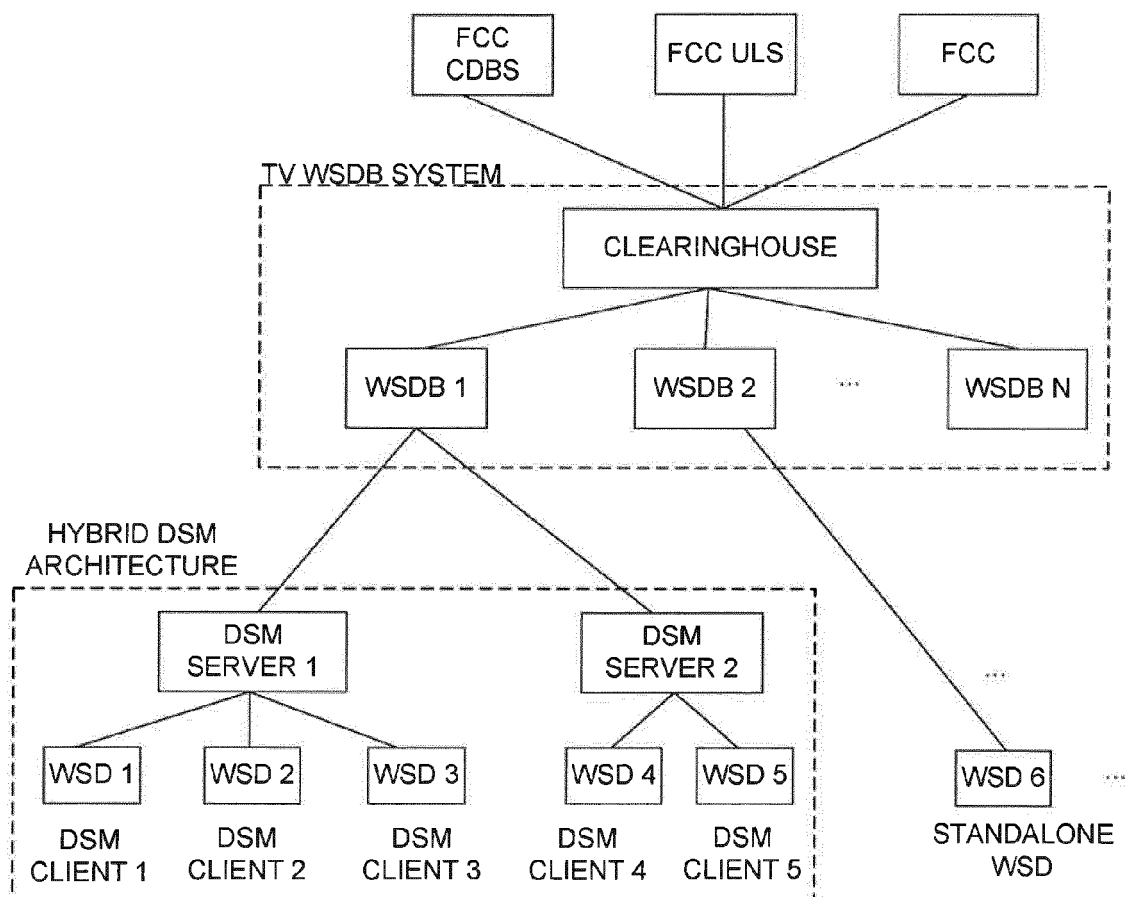 FCC
CDBS
FCC ULS
FCC
TV WSDB SYSTEM
CLEARINGHOUSE
WSDB 1
WSDB 2
...
WSDB N
HYBRID DSM
ARCHITECTURE
DSM
SERVER 1
DSM
SERVER 2
...
WSD 1
WSD 2
WSD 3
WSD 4
WSD 5
WSD 6
...
DSM
CLIENT 1
DSM
CLIENT 2
DSM
CLIENT 3
DSM
CLIENT 4
DSM
CLIENT 5
STANDALONE
WSD